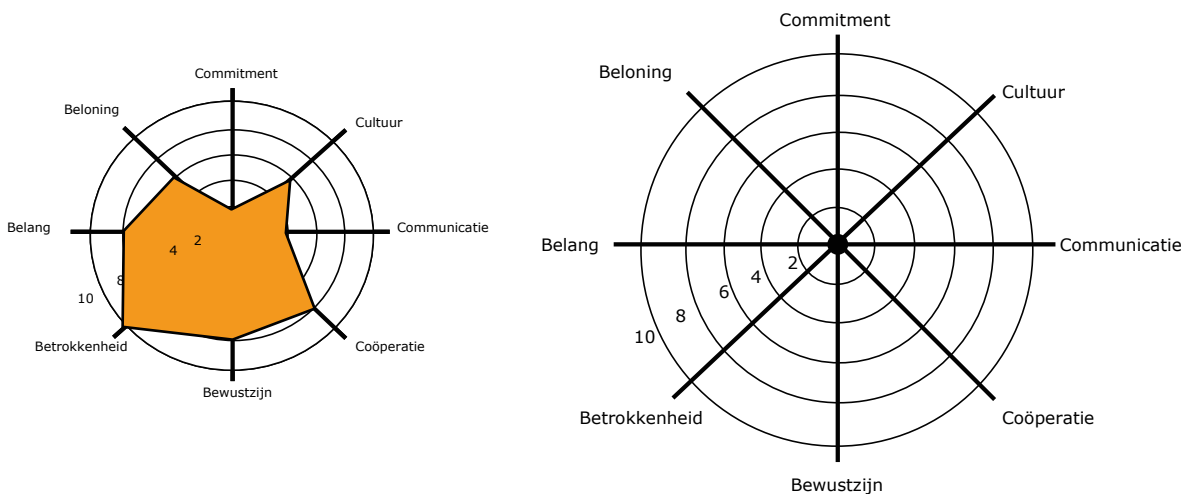 Commitment
Beloning
Cultuur
Belang
Communicatie
2
4
8
10
Betrokkenheid
Coöperatie
Bewustzijn
Commitment
Beloning
Cultuur
Belang
Communicatie
2
4
6
8
10
Betrokkenheid
Coöperatie
Bewustzijn